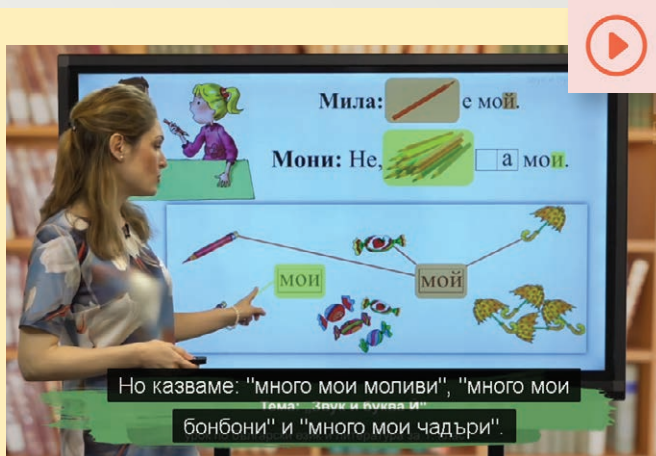 Мила: е мой.
Мони: Не, а мои.
мои
мой
Но казваме: "много мои моливи", "много мои
Тема: „Звук и буква Й"
бонбони" и "много мои чадъри".